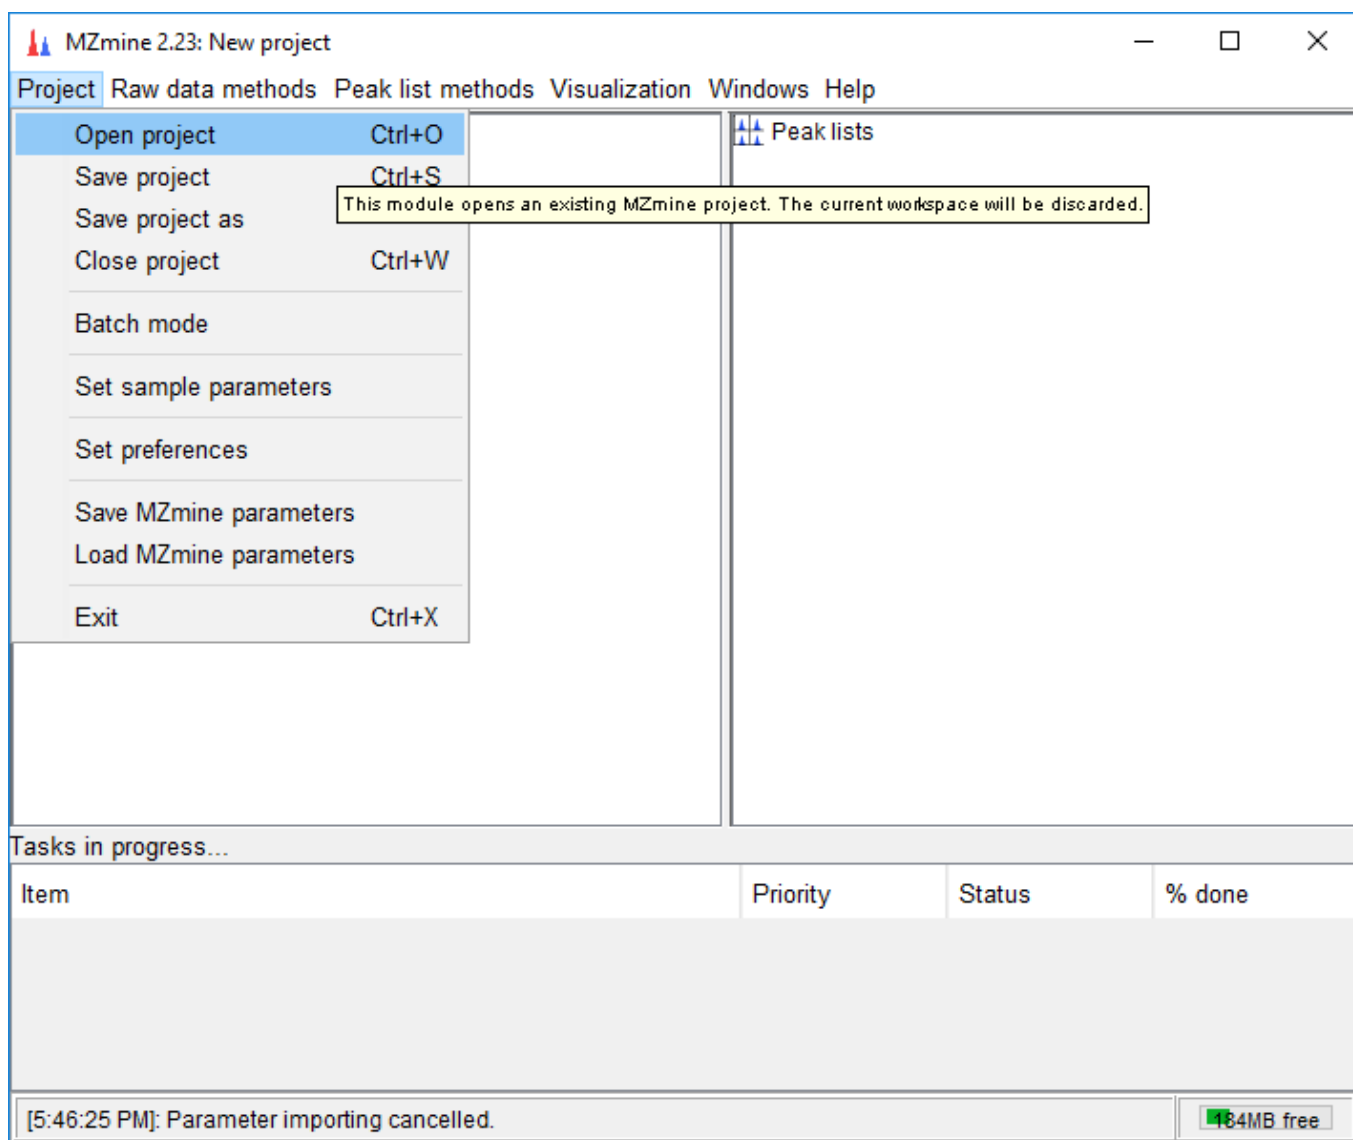 MZmine 2.23: New project
Project Raw data methods Peak list methods Visualization Windows Help
Open project Ctrl+O
Peak lists
Save project Ctrl+S
This module opens an existing MZmine project. The current workspace will be discarded.
Save project as
Close project Ctrl+W
Batch mode
Set sample parameters
Set preferences
Save MZmine parameters
Load MZmine parameters
Exit Ctrl+X
Tasks in progress...
Item Priority Status % done
[5:46:25 PM]: Parameter importing cancelled.
184MB free